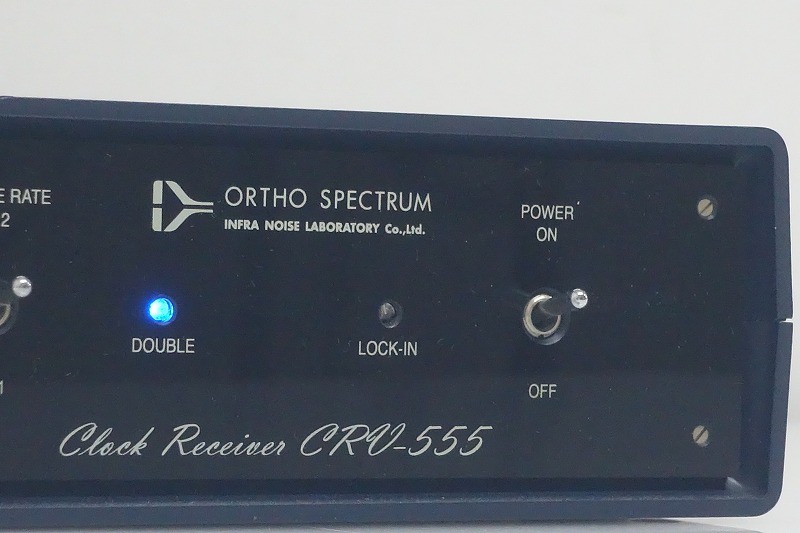 E RATE
2
ORTHO SPECTRUM
INFRA NOISE LABORATORY Co.,Ltd.
POWER
ON
DOUBLE
LOCK-IN
1
OFF
Clock Receiver CRV-555